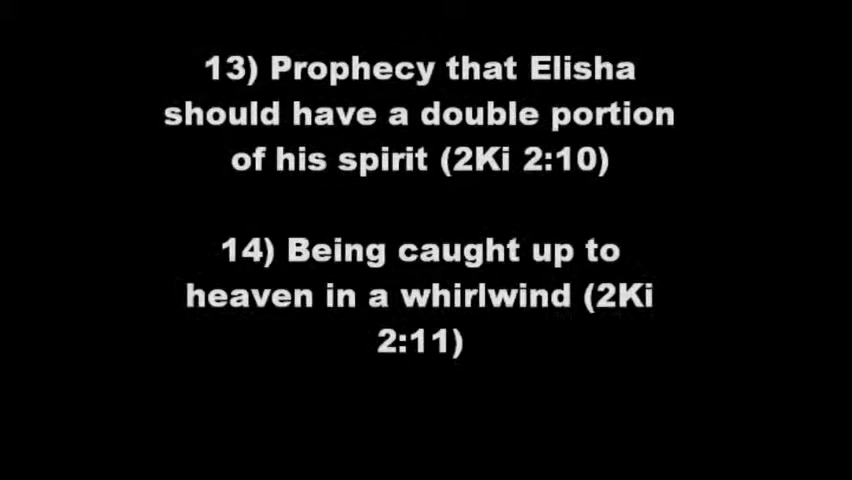 13) Prophecy that Elisha
should have a double portion
of his spirit (2Ki 2:10)
14) Being caught up to
heaven in a whirlwind (2Ki
2:11)